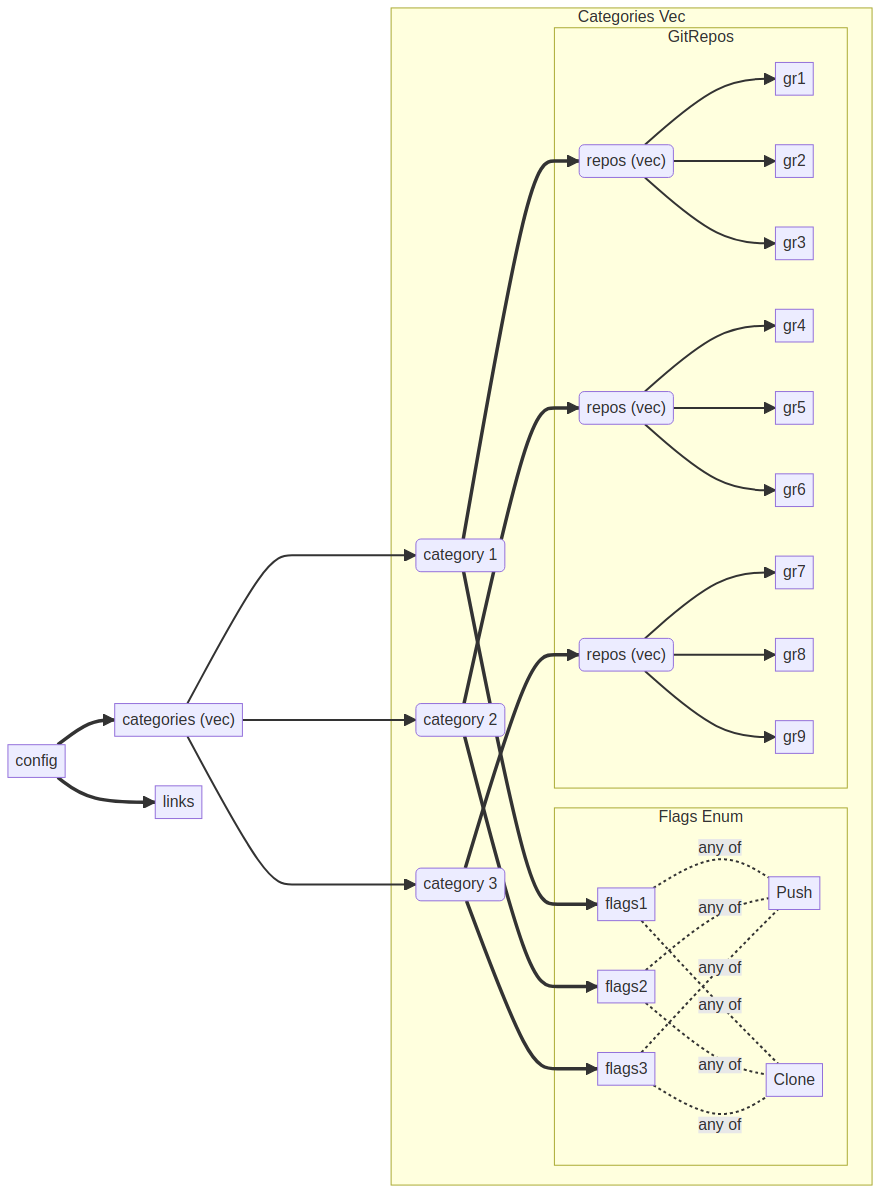 Categories Vec
GitRepos
gr1
repos (vec)
gr2
gr3
gr4
repos (vec)
gr5
gr6
category 1
gr7
repos (vec)
gr8
categories (vec)
category 2
gr9
config
links
Flags Enum
any of
category 3
Push
flags1
any of
any of
flags2
any of
flags3
any of
Clone
any of